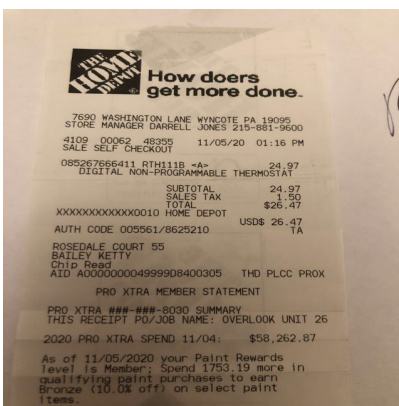 THE HOME DEPOT
How doers
get more done.
7690 WASHINGTON LANE WYNCOTE PA 19095
STORE MANAGER DARRELL JONES 215-881-9600
4109 00062 48355 11/05/20 01:16 PM
SALE SELF CHECKOUT
085267666411 RTH111B <A> 24.97
DIGITAL NON-PROGRAMMABLE THERMOSTAT
SUBTOTAL 24.97
SALES TAX 1.50
TOTAL $26.47
XXXXXXXXXXXX0010 HOME DEPOT
USD$ 26.47
AUTH CODE 005561/8625210 TA
ROSEDALE COURT 55
BAILEY KETTY
Chip Read
AID A0000000049999D8400305 THD PLCC PROX
PRO XTRA MEMBER STATEMENT
PRO XTRA ###-###-8030 SUMMARY
THIS RECEIPT PO/JOB NAME: OVERLOOK UNIT 26
2020 PRO XTRA SPEND 11/04: $58,262.87
As of 11/05/2020 your Paint Rewards
level is Member; Spend 1753.19 more in
qualifying paint purchases to earn
Bronze (10.0% off) on select paint
items.